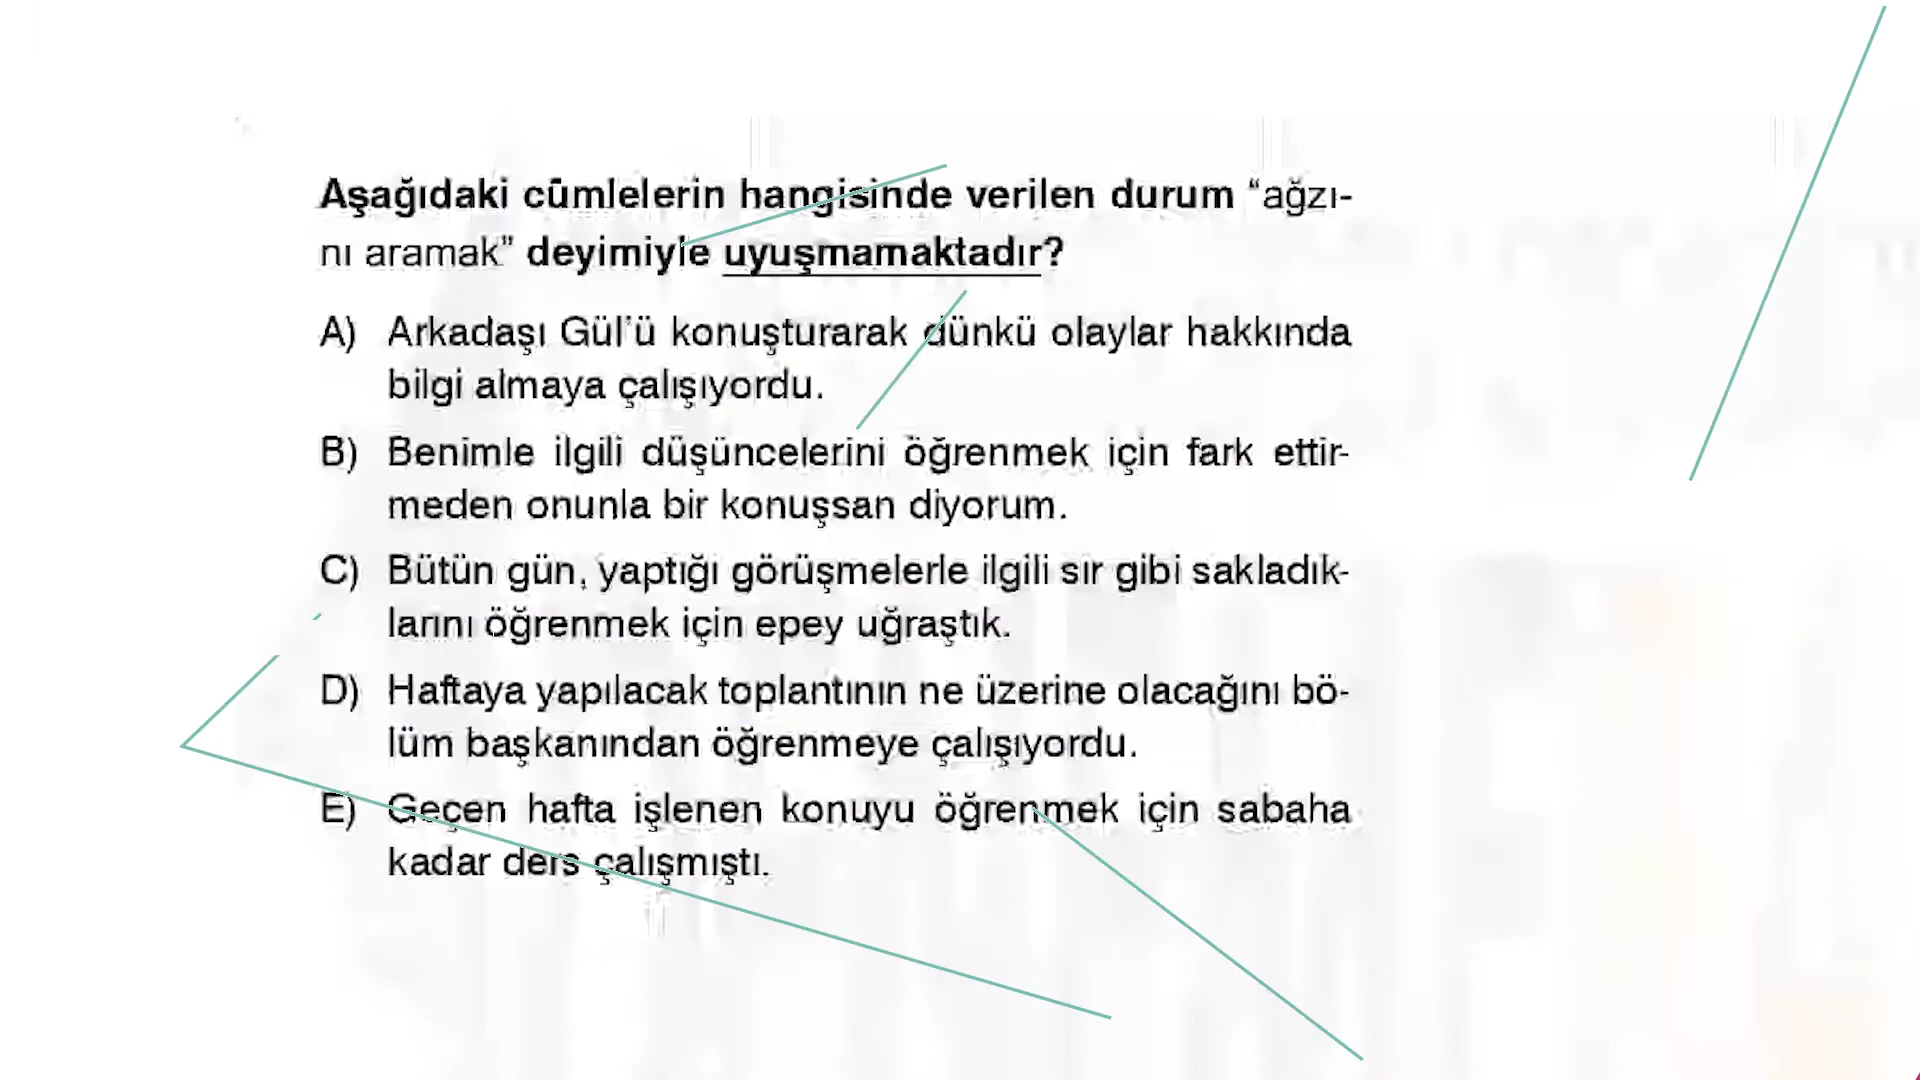 Aşağıdaki cümlelerin hangisinde verilen durum “ağzı-
nı aramak” deyimiyle uyuşmamaktadır?
A) Arkadaşı Gül’ü konuşturarak dünkü olaylar hakkında
bilgi almaya çalışıyordu.
B) Benimle ilgili düşüncelerini öğrenmek için fark ettir-
meden onunla bir konuşsan diyorum.
C) Bütün gün, yaptığı görüşmelerle ilgili sır gibi sakladık-
larını öğrenmek için epey uğraştık.
D) Haftaya yapılacak toplantının ne üzerine olacağını bö-
lüm başkanından öğrenmeye çalışıyordu.
E) Geçen hafta işlenen konuyu öğrenmek için sabaha
kadar ders çalışmıştı.